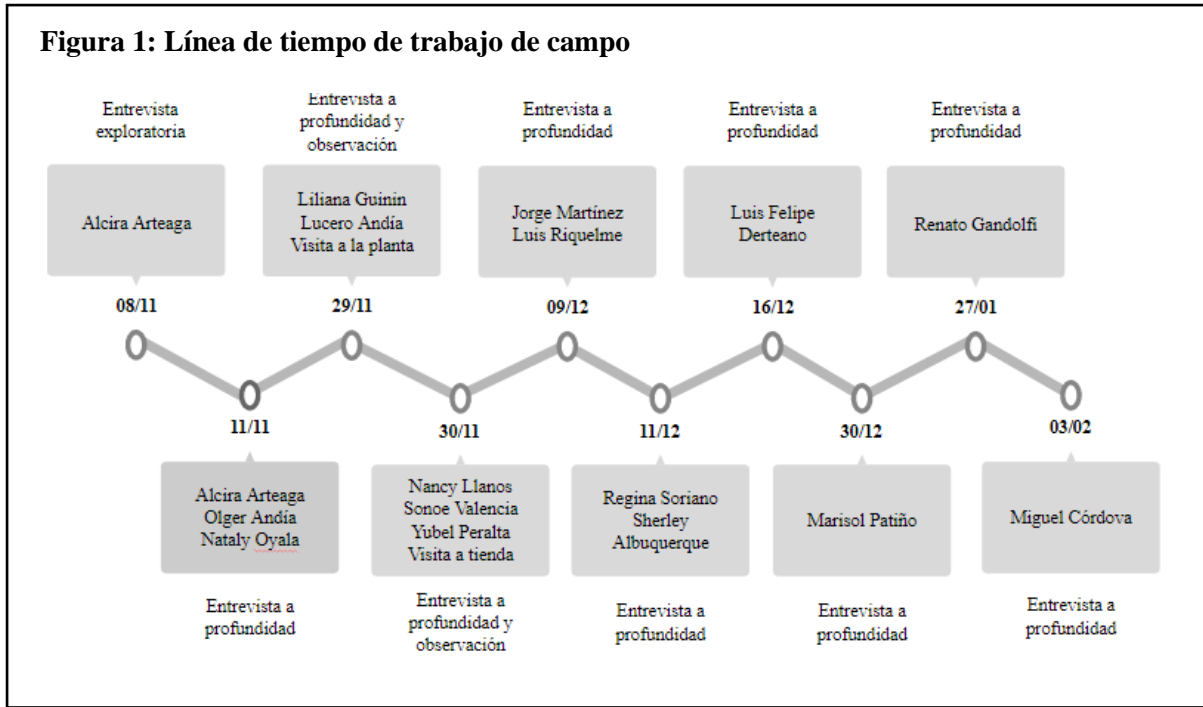 Figura 1: Línea de tiempo de trabajo de campo
Entrevista
exploratoria
Alcira Arteaga
08/11
11/11
Alcira Arteaga
Olger Andía
Nataly Oyala
Entrevista a
profundidad
Entrevista a
profundidad y
observación
Liliana Guinin
Lucero Andía
Visita a la planta
29/11
30/11
Nancy Llanos
Sonoe Valencia
Yubel Peralta
Visita a tienda
Entrevista a
profundidad y
observación
Entrevista a
profundidad
Jorge Martínez
Luis Riquelme
09/12
11/12
Regina Soriano
Sherley
Albuquerque
Entrevista a
profundidad
Entrevista a
profundidad
Luis Felipe
Derteano
16/12
30/12
Marisol Patiño
Entrevista a
profundidad
Entrevista a
profundidad
Renato Gandolfi
27/01
03/02
Miguel Córdova
Entrevista a
profundidad